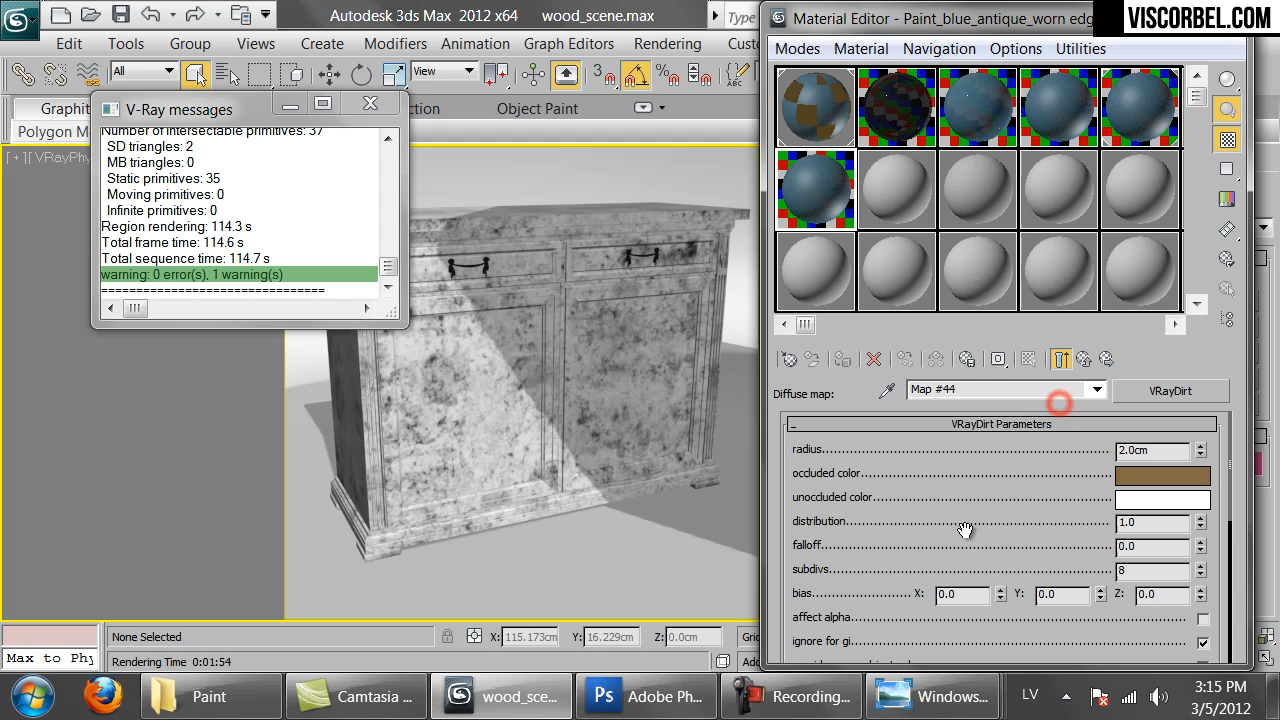 Autodesk 3ds Max 2012 x64 wood_scene.max
Type
Material Editor - Paint_blue_antique_worn edg
VISCORBEL.COM
Edit Tools Group Views Create Modifiers Animation Graph Editors Rendering
Modes Material Navigation Options Utilities
All
View
3
ABC
Object Paint
V-Ray messages
Number of intersectable primitives: 37
SD triangles: 2
MB triangles: 0
Static primitives: 35
Moving primitives: 0
Infinite primitives: 0
Region rendering: 114.3 s
Total frame time: 114.6 s
Total sequence time: 114.7 s
warning: 0 error(s), 1 warning(s)
===============================
Diffuse map: Map #44 VRayDirt
VRayDirt Parameters
radius 2.0cm
occluded color
unoccluded color
distribution 1.0
falloff 0.0
subdivs 8
bias X: 0.0 Y: 0.0 Z: 0.0
affect alpha
ignore for gi
None Selected X: 115.173cm Y: 16.229cm Z: 0.0cm
Max to Phy Rendering Time 0:01:54
Paint Camtasia wood_sce... Adobe Ph... Recording... Windows... LV
3:15 PM
3/5/2012